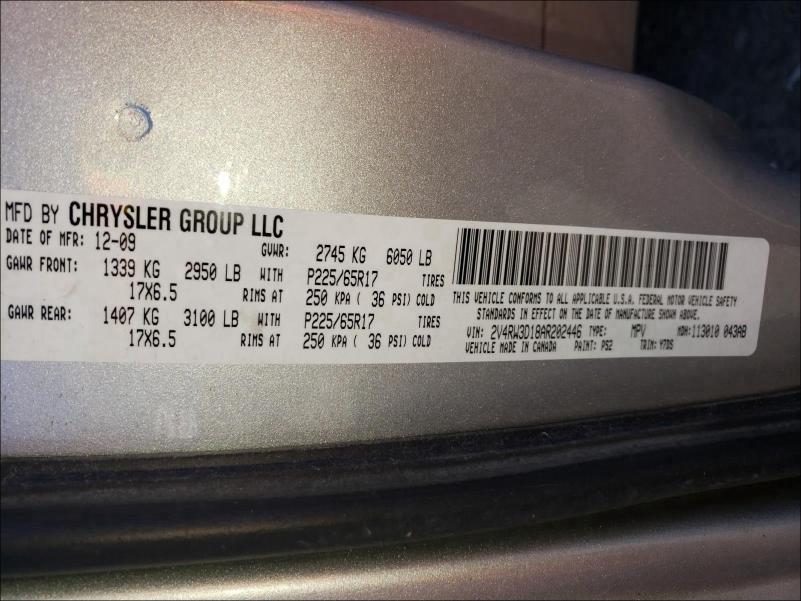 MFD BY CHRYSLER GROUP LLC
DATE OF MFR: 12-09 GVWR: 2745 KG 6050 LB
GAWR FRONT: 1339 KG 2950 LB WITH P225/65R17 TIRES
17X6.5 RIMS AT 250 KPA ( 36 PSI) COLD
GAWR REAR: 1407 KG 3100 LB WITH P225/65R17 TIRES
17X6.5 RIMS AT 250 KPA ( 36 PSI) COLD
THIS VEHICLE CONFORMS TO ALL APPLICABLE U.S.A. FEDERAL MOTOR VEHICLE SAFETY
STANDARDS IN EFFECT ON THE DATE OF MANUFACTURE SHOWN ABOVE.
VIN: 2V4RW3D18AR202446 TYPE: MPV MDH:113010 043AB
VEHICLE MADE IN CANADA PAINT: PS2 TRIM: Y7DS